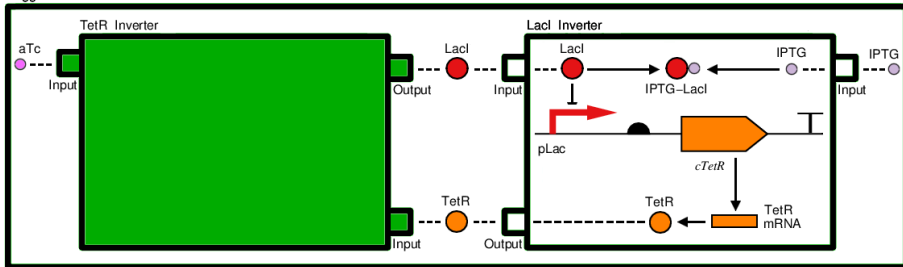 TetR Inverter
LacI Inverter
aTc
LacI
LacI
IPTG
IPTG
Input
Output
Input
IPTG-LacI
Input
pLac
cTetR
TetR
TetR
TetR
mRNA
Input
Output